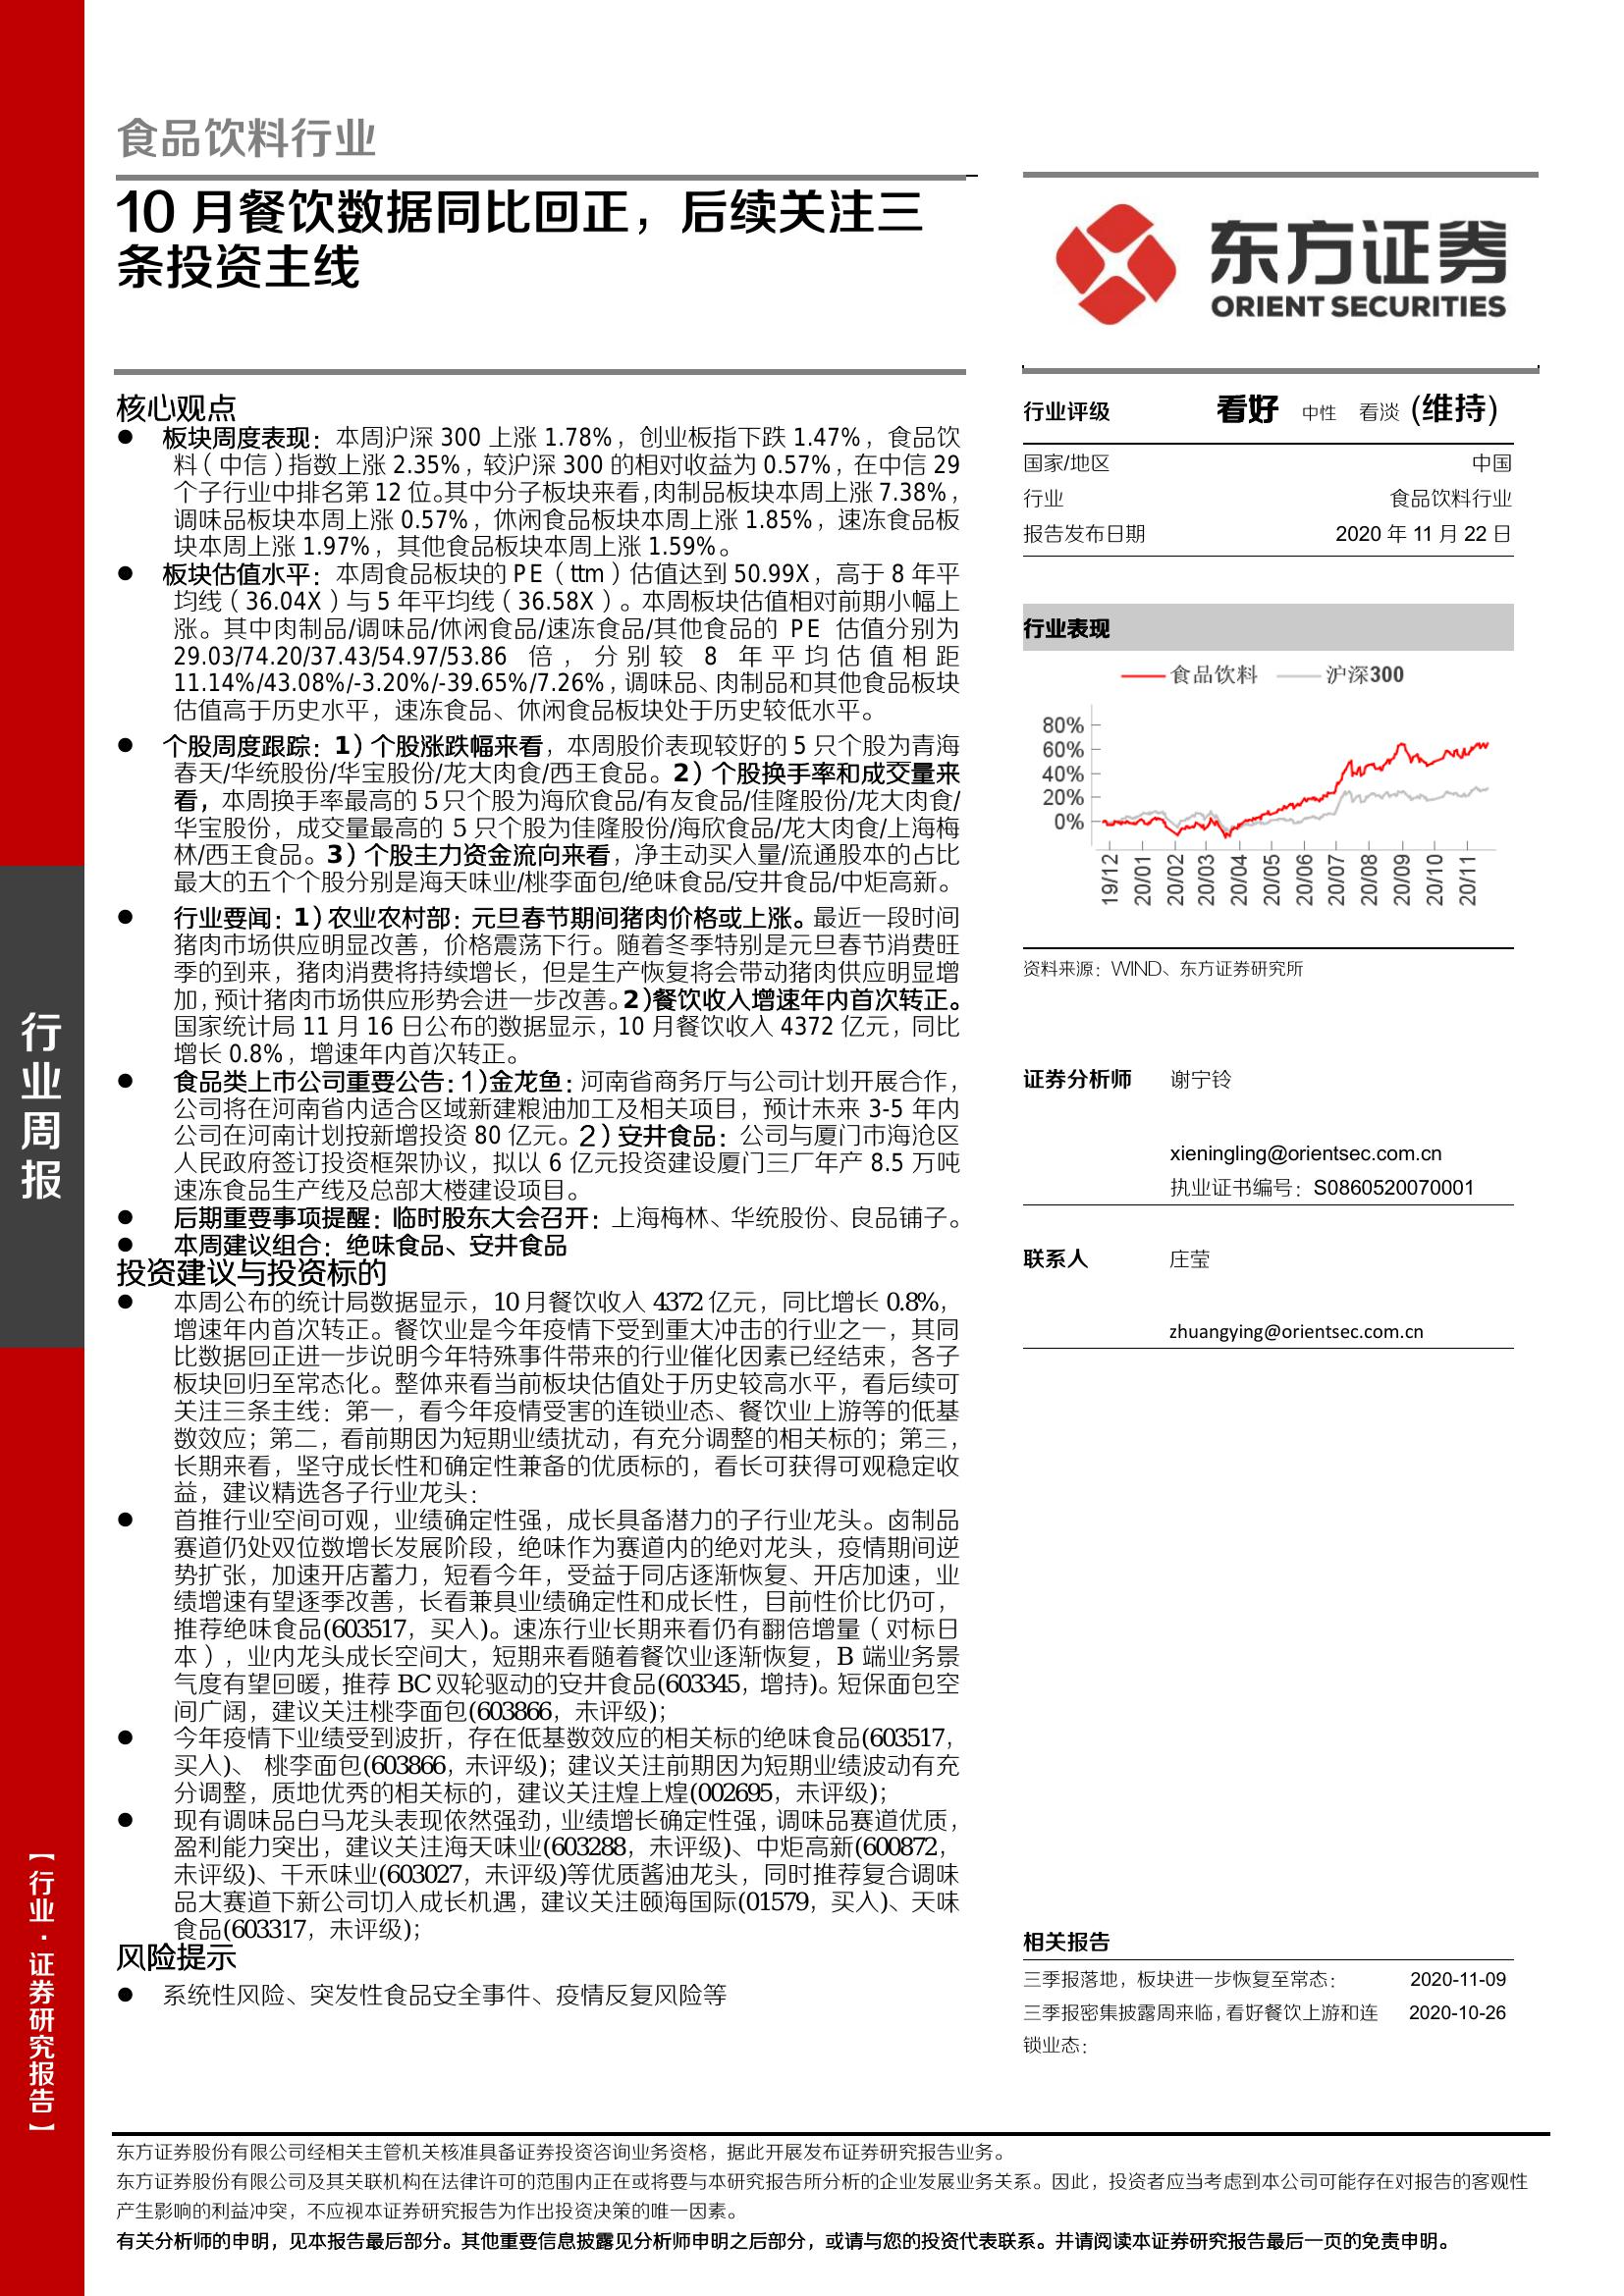 食品饮料行业
10 月餐饮数据同比回正，后续关注三
条投资主线
东方证券
ORIENT SECURITIES
核心观点
● 板块周度表现：本周沪深 300 上涨 1.78%，创业板指下跌 1.47%，食品饮
料（中信）指数上涨 2.35%，较沪深 300 的相对收益为 0.57%，在中信 29
个子行业中排名第 12 位。其中分子板块来看，肉制品板块本周上涨 7.38%，
调味品板块本周上涨 0.57%，休闲食品板块本周上涨 1.85%，速冻食品板
块本周上涨 1.97%，其他食品板块本周上涨 1.59%。
● 板块估值水平：本周食品板块的 PE（ttm）估值达到 50.99X，高于 8 年平
均线（36.04X）与 5 年平均线（36.58X）。本周板块估值相对前期小幅上
涨。其中肉制品/调味品/休闲食品/速冻食品/其他食品的 PE 估值分别为
29.03/74.20/37.43/54.97/53.86 倍，分别较 8 年平均估值相距
11.14%/43.08%/-3.20%/-39.65%/7.26%，调味品、肉制品和其他食品板块
估值高于历史水平，速冻食品、休闲食品板块处于历史较低水平。
● 个股周度跟踪：1）个股涨跌幅来看，本周股价表现较好的 5 只个股为青海
春天/华统股份/华宝股份/龙大肉食/西王食品。2）个股换手率和成交量来
看，本周换手率最高的 5 只个股为海欣食品/有友食品/佳隆股份/龙大肉食/
华宝股份，成交量最高的 5 只个股为佳隆股份/海欣食品/龙大肉食/上海梅
林/西王食品。3）个股主力资金流向来看，净主动买入量/流通股本的占比
最大的五个个股分别是海天味业/桃李面包/绝味食品/安井食品/中炬高新。
● 行业要闻：1）农业农村部：元旦春节期间猪肉价格或上涨。最近一段时间
猪肉市场供应明显改善，价格震荡下行。随着冬季特别是元旦春节消费旺
季的到来，猪肉消费将持续增长，但是生产恢复将会带动猪肉供应明显增
加，预计猪肉市场供应形势会进一步改善。2）餐饮收入增速年内首次转正。
国家统计局 11 月 16 日公布的数据显示，10 月餐饮收入 4372 亿元，同比
增长 0.8%，增速年内首次转正。
● 食品类上市公司重要公告：1）金龙鱼：河南省商务厅与公司计划开展合作，
公司将在河南省内适合区域新建粮油加工及相关项目，预计未来 3-5 年内
公司在河南计划按新增投资 80 亿元。2）安井食品：公司与厦门市海沧区
人民政府签订投资框架协议，拟以 6 亿元投资建设厦门三厂年产 8.5 万吨
速冻食品生产线及总部大楼建设项目。
● 后期重要事项提醒：临时股东大会召开：上海梅林、华统股份、良品铺子。
● 本周建议组合：绝味食品、安井食品
投资建议与投资标的
● 本周公布的统计局数据显示，10 月餐饮收入 4372 亿元，同比增长 0.8%，
增速年内首次转正。餐饮业是今年疫情下受到重大冲击的行业之一，其同
比数据回正进一步说明今年特殊事件带来的行业催化因素已经结束，各子
板块回归至常态化。整体来看当前板块估值处于历史较高水平，看后续可
关注三条主线：第一，看今年疫情受害的连锁业态、餐饮业上游等的低基
数效应；第二，看前期因为短期业绩扰动，有充分调整的相关标的；第三，
长期来看，坚守成长性和确定性兼备的优质标的，看长可获得可观稳定收
益，建议精选各子行业龙头：
● 首推行业空间可观，业绩确定性强，成长具备潜力的子行业龙头。卤制品
赛道仍处双位数增长发展阶段，绝味作为赛道内的绝对龙头，疫情期间逆
势扩张，加速开店蓄力，短看今年，受益于同店逐渐恢复、开店加速，业
绩增速有望逐季改善，长看兼具业绩确定性和成长性，目前性价比仍可，
推荐绝味食品(603517，买入)。速冻行业长期来看仍有翻倍增量（对标日
本），业内龙头成长空间大，短期来看随着餐饮业逐渐恢复，B 端业务景
气度有望回暖，推荐 BC 双轮驱动的安井食品(603345，增持)。短保面包空
间广阔，建议关注桃李面包(603866，未评级)；
● 今年疫情下业绩受到波折，存在低基数效应的相关标的绝味食品(603517，
买入)、 桃李面包(603866，未评级)；建议关注前期因为短期业绩波动有充
分调整，质地优秀的相关标的，建议关注煌上煌(002695，未评级)；
● 现有调味品白马龙头表现依然强劲，业绩增长确定性强，调味品赛道优质，
盈利能力突出，建议关注海天味业(603288，未评级)、中炬高新(600872，
未评级)、千禾味业(603027，未评级)等优质酱油龙头，同时推荐复合调味
品大赛道下新公司切入成长机遇，建议关注颐海国际(01579，买入)、天味
食品(603317，未评级)；
风险提示
● 系统性风险、突发性食品安全事件、疫情反复风险等
行业评级 看好 中性 看淡 (维持)
国家/地区 中国
行业 食品饮料行业
报告发布日期 2020 年 11 月 22 日
行业表现
食品饮料 沪深300
80%
60%
40%
20%
0%
19/12 20/01 20/02 20/03 20/04 20/05 20/06 20/07 20/08 20/09 20/10 20/11
资料来源：WIND、东方证券研究所
证券分析师 谢宁铃
xieningling@orientsec.com.cn
执业证书编号：S0860520070001
联系人 庄莹
zhuangying@orientsec.com.cn
相关报告
三季报落地，板块进一步恢复至常态： 2020-11-09
三季报密集披露周来临，看好餐饮上游和连 2020-10-26
锁业态：
行业周报
【行业·证券研究报告】
东方证券股份有限公司经相关主管机关核准具备证券投资咨询业务资格，据此开展发布证券研究报告业务。
东方证券股份有限公司及其关联机构在法律许可的范围内正在或将要与本研究报告所分析的企业发展业务关系。因此，投资者应当考虑到本公司可能存在对报告的客观性
产生影响的利益冲突，不应视本证券研究报告为作出投资决策的唯一因素。
有关分析师的申明，见本报告最后部分。其他重要信息披露见分析师申明之后部分，或请与您的投资代表联系。并请阅读本证券研究报告最后一页的免责申明。